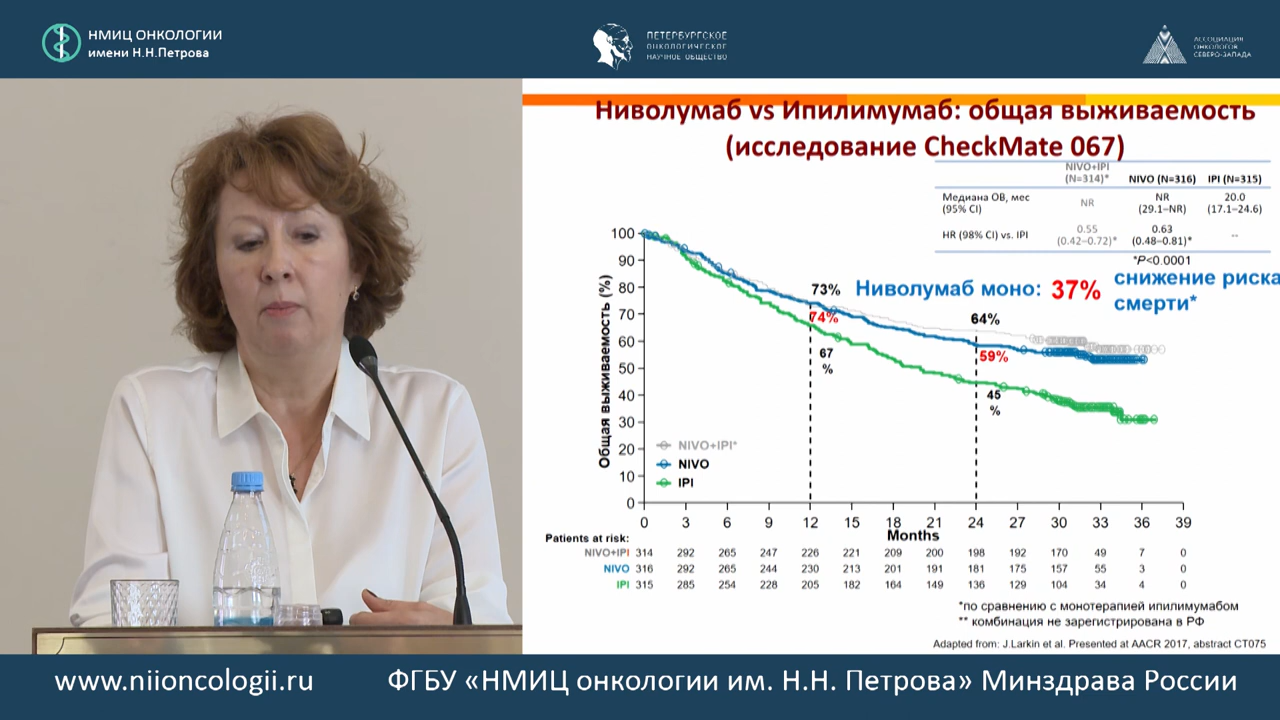 НМИЦ ОНКОЛОГИИ
имени Н.Н.Петрова
ПЕТЕРБУРГСКОЕ
ОНКОЛОГИЧЕСКОЕ
НАУЧНОЕ ОБЩЕСТВО
АССОЦИАЦИЯ
ОНКОЛОГОВ
СЕВЕРО-ЗАПАДА
Ниволумаб vs Ипилимумаб: общая выживаемость
(исследование CheckMate 067)
NIVO+IPI (N=314)* NIVO (N=316) IPI (N=315)
Медиана ОВ, мес (95% CI) NR NR (29.1–NR) 20.0 (17.1–24.6)
HR (98% CI) vs. IPI 0.55 (0.42–0.72)* 0.63 (0.48–0.81)* --
*P<0.0001
Ниволумаб моно: 37% снижение риска
смерти*
Общая выживаемость (%)
100
90
80
70
60
50
40
30
20
10
0
73%
74%
67
%
64%
59%
45
%
NIVO+IPI*
NIVO
IPI
0 3 6 9 12 15 18 21 24 27 30 33 36 39
Months
Patients at risk:
NIVO+IPI 314 292 265 247 226 221 209 200 198 192 170 49 7 0
NIVO 316 292 265 244 230 213 201 191 181 175 157 55 3 0
IPI 315 285 254 228 205 182 164 149 136 129 104 34 4 0
*по сравнению с монотерапией ипилимумабом
** комбинация не зарегистрирована в РФ
Adapted from: J.Larkin et al. Presented at AACR 2017, abstract CT075
www.niioncologii.ru ФГБУ «НМИЦ онкологии им. Н.Н. Петрова» Минздрава России